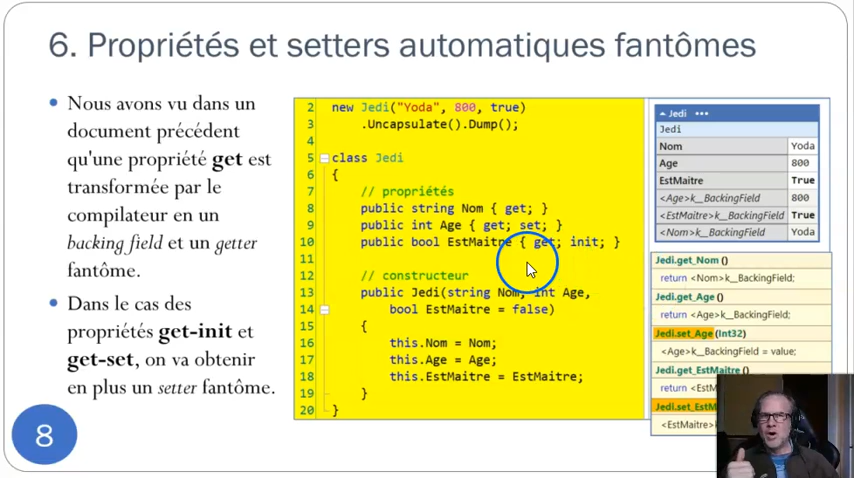 6. Propriétés et setters automatiques fantômes
Nous avons vu dans un
document précédent
qu'une propriété get est
transformée par le
compilateur en un
backing field et un getter
fantôme.
Dans le cas des
propriétés get-init et
get-set, on va obtenir
en plus un setter fantôme.
8
2 new Jedi("Yoda", 800, true)
3 .Uncapsulate().Dump();
4
5 class Jedi
6 {
7 // propriétés
8 public string Nom { get; }
9 public int Age { get; set; }
10 public bool EstMaitre { get; init; }
11
12 // constructeur
13 public Jedi(string Nom, int Age,
14 bool EstMaitre = false)
15 {
16 this.Nom = Nom;
17 this.Age = Age;
18 this.EstMaitre = EstMaitre;
19 }
20 }
Jedi •••
Jedi
Nom Yoda
Age 800
EstMaitre True
<Age>k__BackingField 800
<EstMaitre>k__BackingField True
<Nom>k__BackingField Yoda
Jedi.get_Nom ()
return <Nom>k__BackingField;
Jedi.get_Age ()
return <Age>k__BackingField;
Jedi.set_Age (Int32)
<Age>k__BackingField = value;
Jedi.get_EstMaitre ()
return <EstM
Jedi.set_EstM
<EstMaitre>k